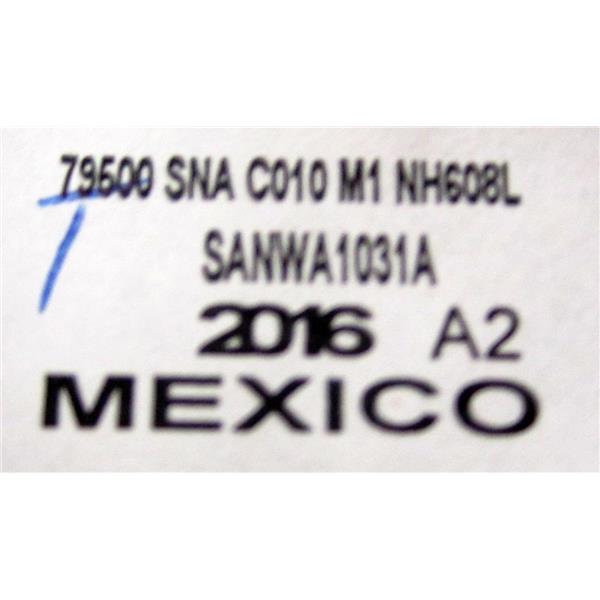 79500 SNA C010 M1 NH608L
SANWA1031A
2016 A2
MEXICO